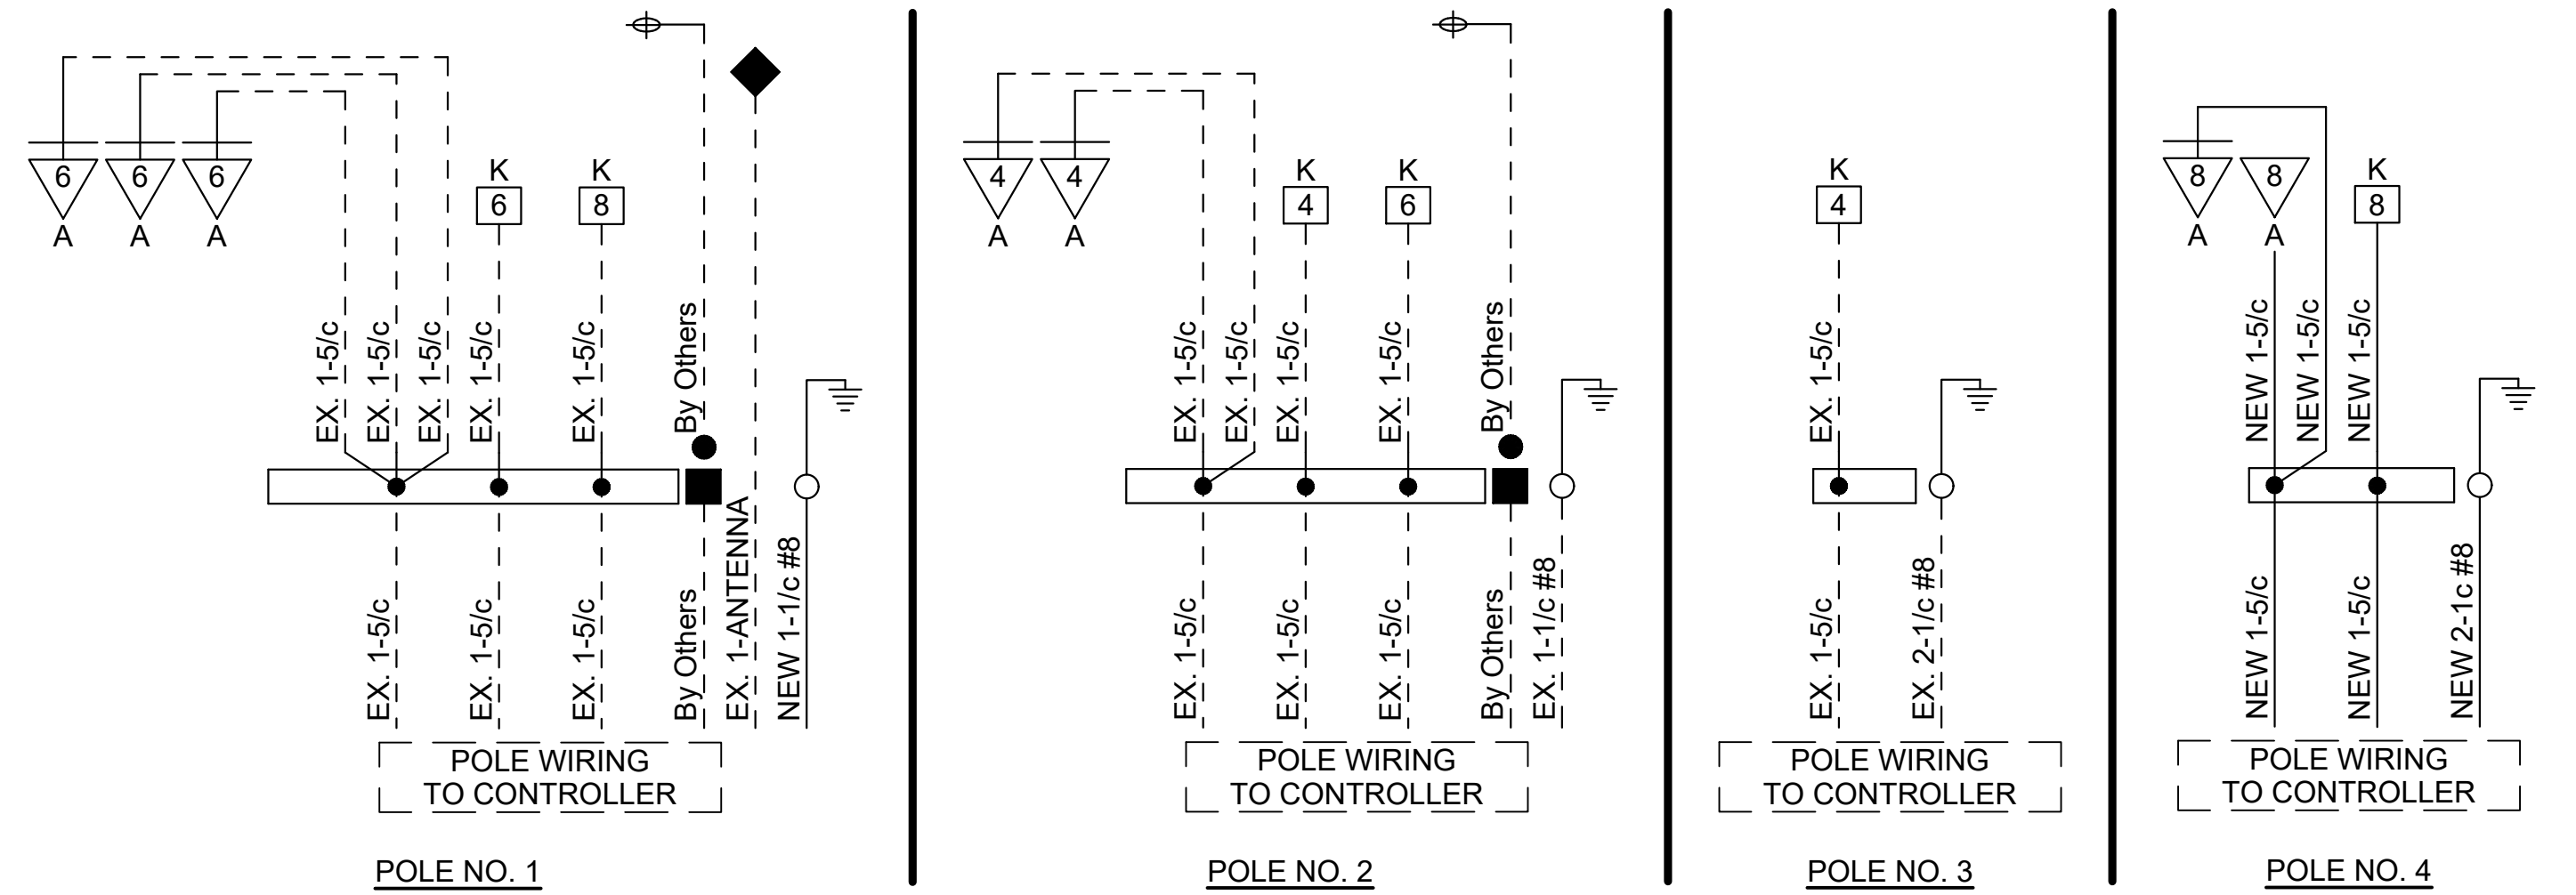 6
6
6
A
A
A
K
6
K
8
EX. 1-5/c
EX. 1-5/c
EX. 1-5/c
EX. 1-5/c
EX. 1-5/c
By Others
EX. 1-5/c
EX. 1-5/c
EX. 1-5/c
By Others
EX. 1-ANTENNA
NEW 1-1/c #8
POLE WIRING
TO CONTROLLER
POLE NO. 1
4
4
A
A
K
4
K
6
EX. 1-5/c
EX. 1-5/c
EX. 1-5/c
EX. 1-5/c
By Others
EX. 1-5/c
EX. 1-5/c
EX. 1-5/c
By Others
EX. 1-1/c #8
POLE WIRING
TO CONTROLLER
POLE NO. 2
K
4
EX. 1-5/c
EX. 1-5/c
EX. 2-1/c #8
POLE WIRING
TO CONTROLLER
POLE NO. 3
8
8
A
A
K
8
NEW 1-5/c
NEW 1-5/c
NEW 1-5/c
NEW 1-5/c
NEW 1-5/c
NEW 2-1c #8
POLE WIRING
TO CONTROLLER
POLE NO. 4